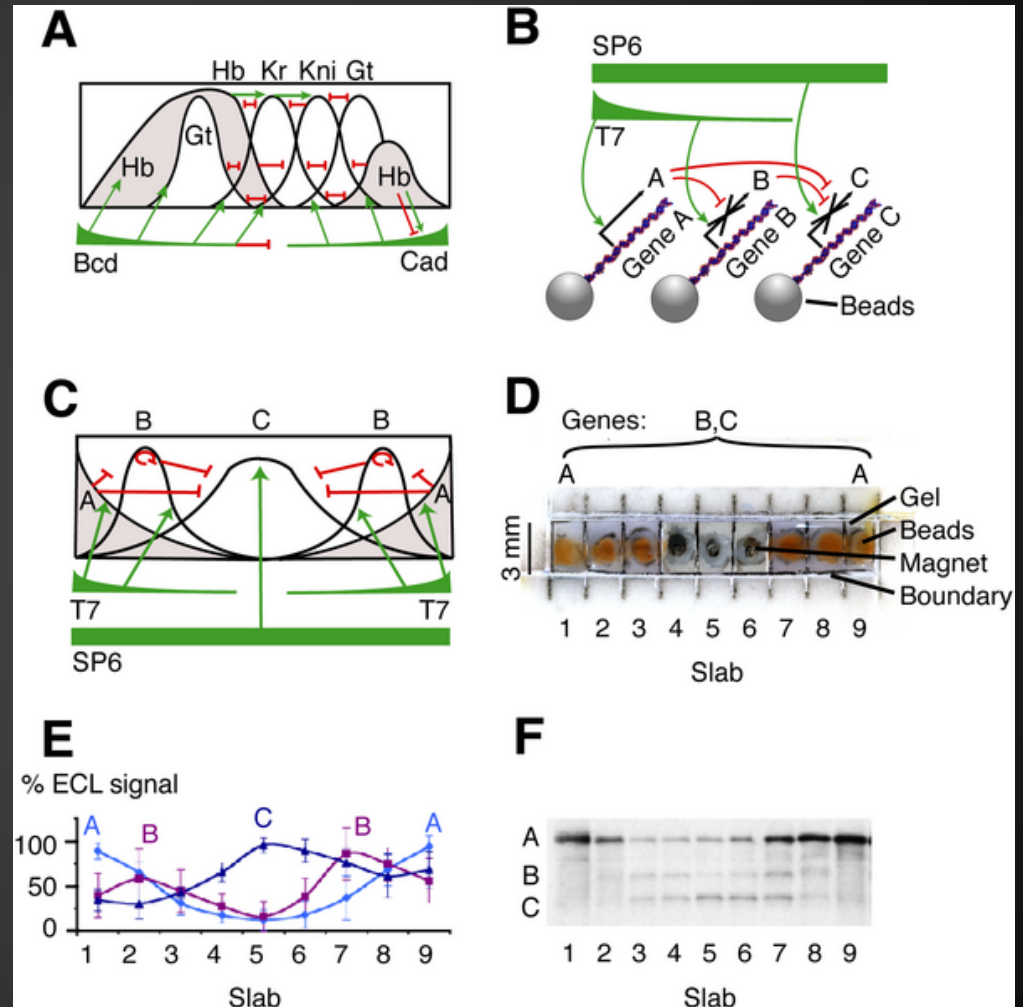 A
Hb Kr Kni Gt
Gt
Hb
Hb
Bcd
Cad
B
SP6
T7
A
B
C
Gene A
Gene B
Gene C
Beads
C
B
C
B
C
C
A
A
T7
T7
SP6
D
Genes:
B,C
A
A
Gel
Beads
Magnet
Boundary
3 mm
1 2 3 4 5 6 7 8 9
Slab
E
% ECL signal
A
B
C
B
A
100
50
0
1 2 3 4 5 6 7 8 9
Slab
F
A
B
C
1 2 3 4 5 6 7 8 9
Slab